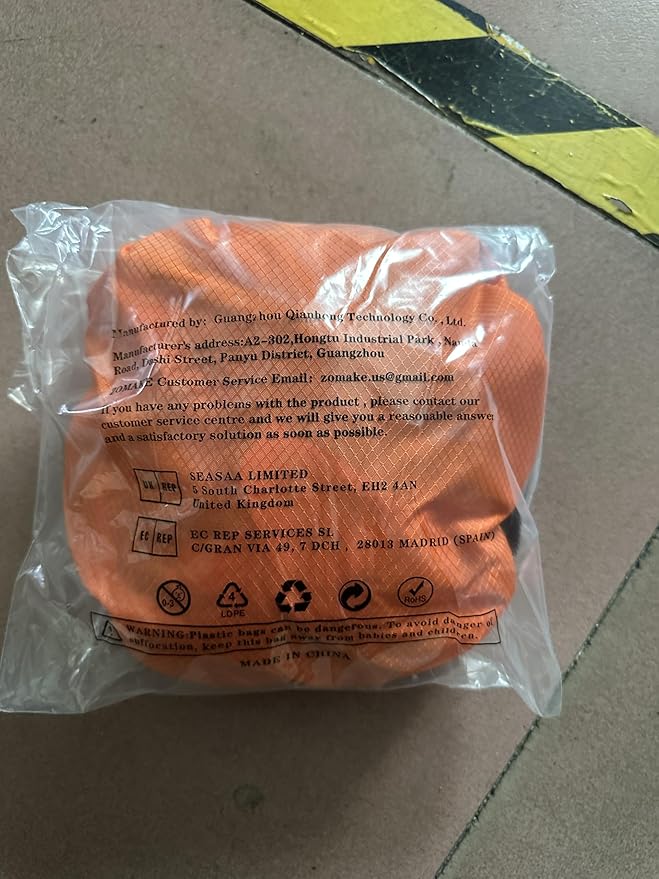 Manufactured by: Guangzhou Qianhong Technology Co.,Ltd.
Manufacturer's address:A2-302,Hongtu Industrial Park,
Road, Dashi Street, Panyu District, Guangzhou
ZOMAKE Customer Service Email: zomake.us@gmail.com
If you have any problems with the product , please contact our
customer service centre and we will give you a reasonable answer
and a satisfactory solution as soon as possible.
UK REP
SEASAA LIMITED
5 South Charlotte Street, EH2 4AN
United Kingdom
EC REP
EC REP SERVICES SL
C/GRAN VIA 49, 7 DCH , 28013 MADRID (SPAIN)
0-3
4
LDPE
RoHS
WARNING:Plastic bags can be dangerous. To avoid danger of
suffocation, keep this bag away from babies and children.
MADE IN CHINA